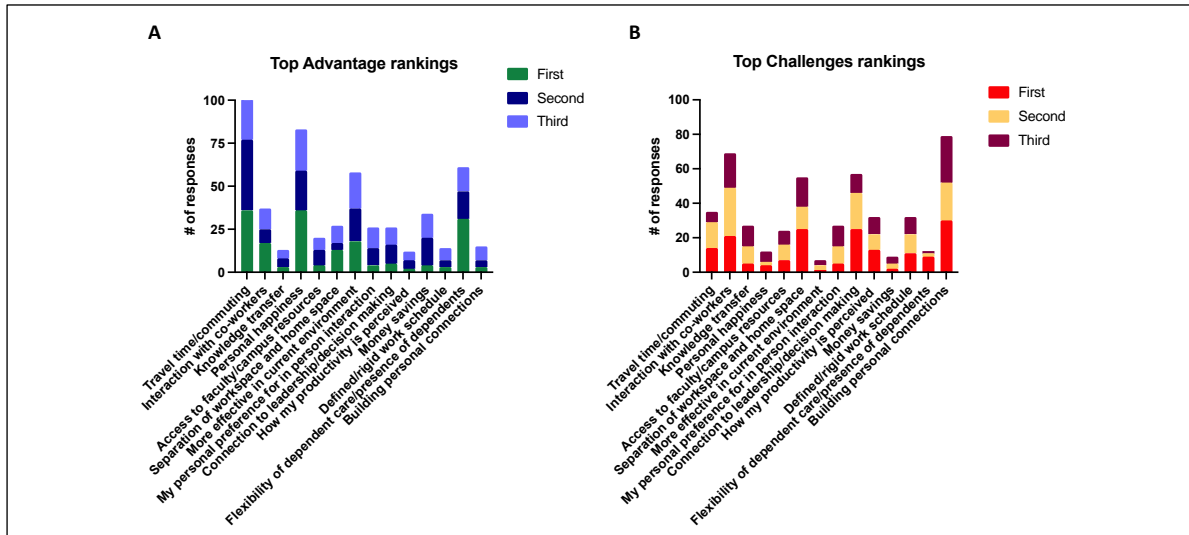 A
Top Advantage rankings
First
Second
Third
# of responses
100
50
0
Travel time/commuting
Interaction with co-workers
Knowledge transfer
Personal happiness
Access to faculty/campus resources
Separation of workspace and home space
More effective in current environment
My personal preference for in person interaction
Connection to leadership/decision making
How my productivity is perceived
Money savings
Defined/rigid work schedule
Flexibility of dependent care/presence of dependents
Building personal connections
B
Top Challenges rankings
First
Second
Third
# of responses
100
80
60
40
20
0
Travel time/commuting
Interaction with co-workers
Knowledge transfer
Personal happiness
Access to faculty/campus resources
Separation of workspace and home space
More effective in current environment
My personal preference for in person interaction
Connection to leadership/decision making
How my productivity is perceived
Money savings
Defined/rigid work schedule
Flexibility of dependent care/presence of dependents
Building personal connections